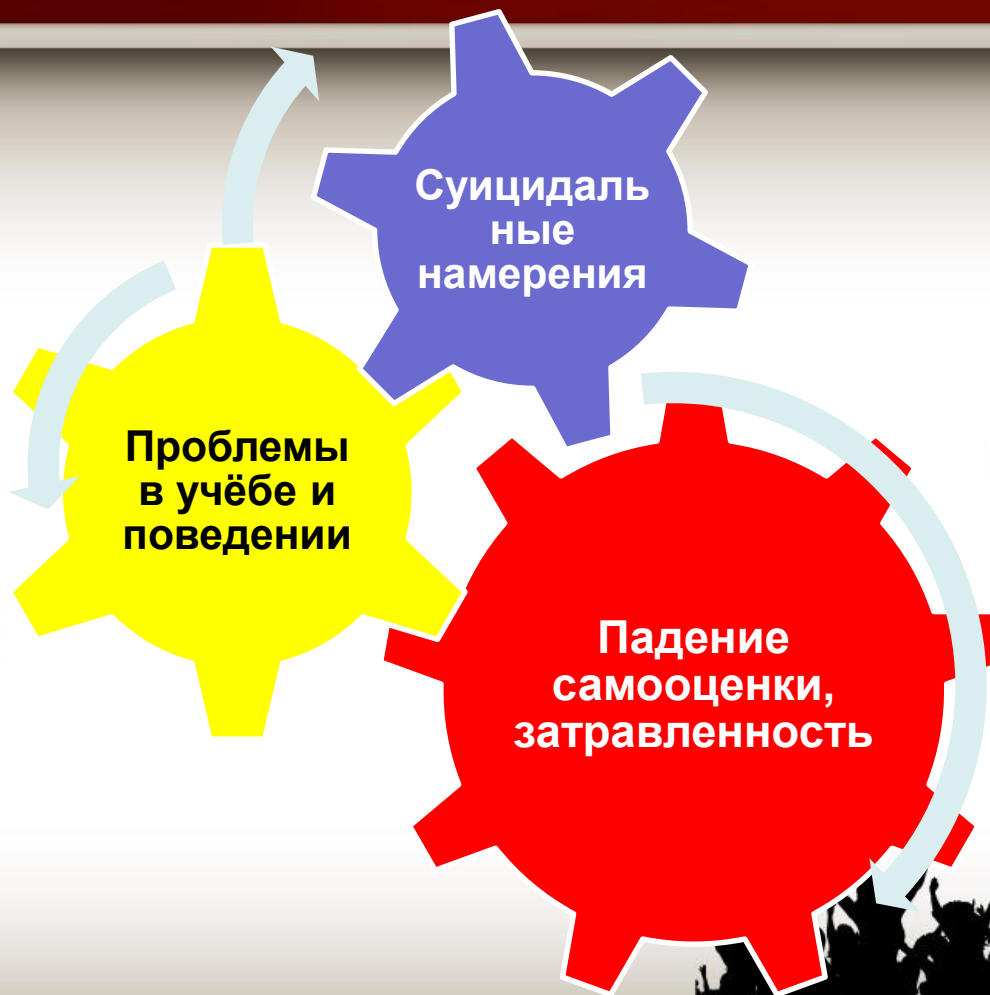 Суицидаль
ные
намерения
Проблемы
в учёбе и
поведении
Падение
самооценки,
затравленность